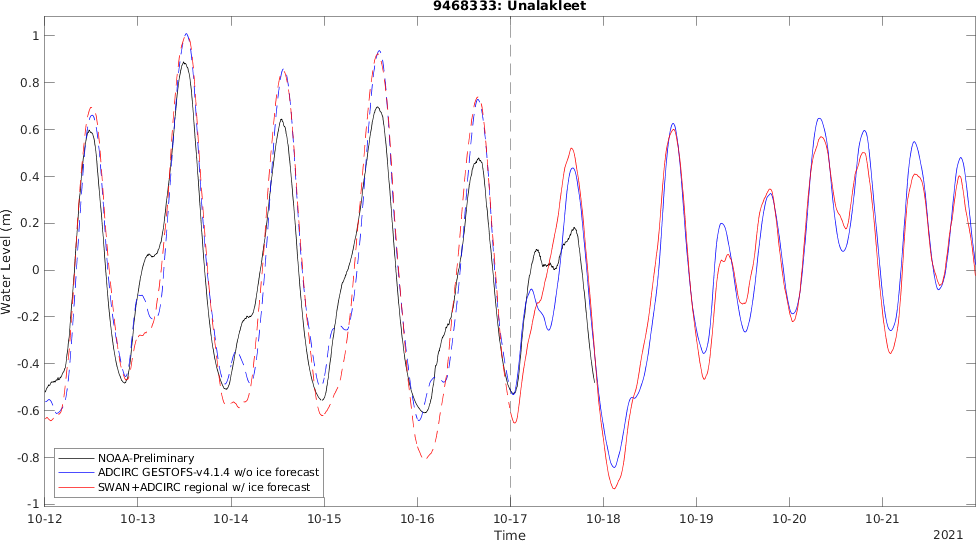 9468333: Unalakleet
Water Level (m)
1
0.8
0.6
0.4
0.2
0
-0.2
-0.4
-0.6
-0.8
-1
NOAA-Preliminary
ADCIRC GESTOFS-v4.1.4 w/o ice forecast
SWAN+ADCIRC regional w/ ice forecast
10-12 10-13 10-14 10-15 10-16 10-17 10-18 10-19 10-20 10-21
Time
2021